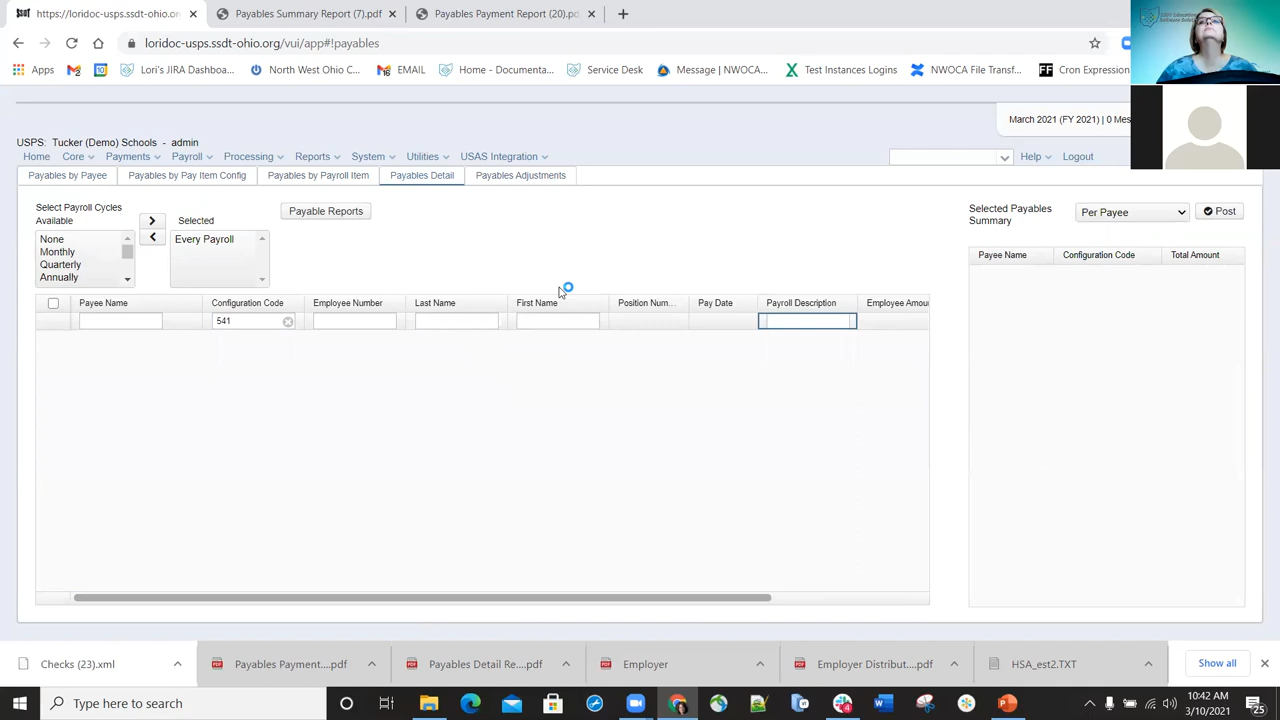 https://loridoc-usps.ssdt-ohio.org/
Payables Summary Report (7).pdf
Payables Payment Report (20).pdf
loridoc-usps.ssdt-ohio.org/vui/app#!payables
Apps
Lori's JIRA Dashboa...
North West Ohio C...
EMAIL
Home - Documenta...
Service Desk
Message | NWOCA...
Test Instances Logins
NWOCA File Transf...
Cron Expression
March 2021 (FY 2021) | 0 Mes
USPS: Tucker (Demo) Schools - admin
Home Core Payments Payroll Processing Reports System Utilities USAS Integration Help Logout
Payables by Payee Payables by Pay Item Config Payables by Payroll Item Payables Detail Payables Adjustments
Select Payroll Cycles
Available
Selected
Payable Reports
Selected Payables
Summary
Per Payee
Post
None
Monthly
Quarterly
Annually
Every Payroll
Payee Name Configuration Code Total Amount
Payee Name Configuration Code Employee Number Last Name First Name Position Num... Pay Date Payroll Description Employee Amoun
541
Checks (23).xml
Payables Payment....pdf
Payables Detail Re....pdf
Employer
Employer Distribut....pdf
HSA_est2.TXT
Show all
Type here to search
10:42 AM
3/10/2021
25